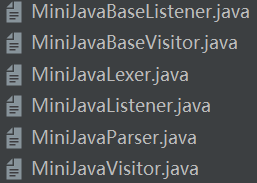 MiniJavaBaseListener.java
MiniJavaBaseVisitor.java
MiniJavaLexer.java
MiniJavaListener.java
MiniJavaParser.java
MiniJavaVisitor.java